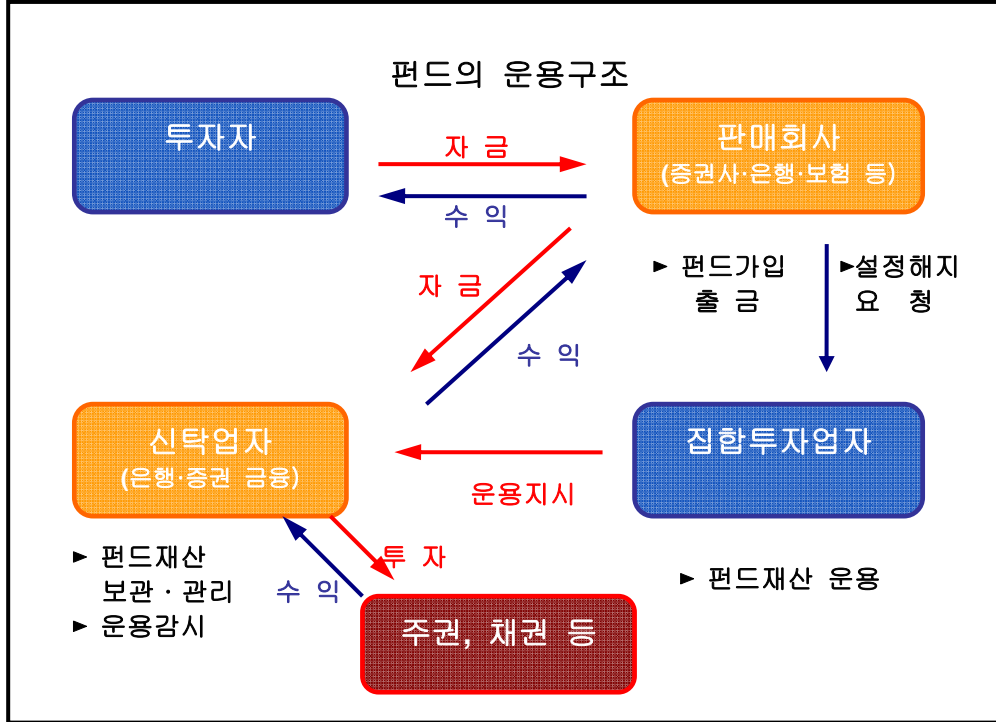 펀드의 운용구조
투자자
자 금
수 익
판매회사
(증권사·은행·보험 등)
자 금
수 익
► 펀드가입
출 금
►설정해지
요 청
신탁업자
(은행·증권 금융)
운용지시
집합투자업자
► 펀드재산
보관 · 관리
► 운용감시
수 익
투 자
► 펀드재산 운용
주권, 채권 등